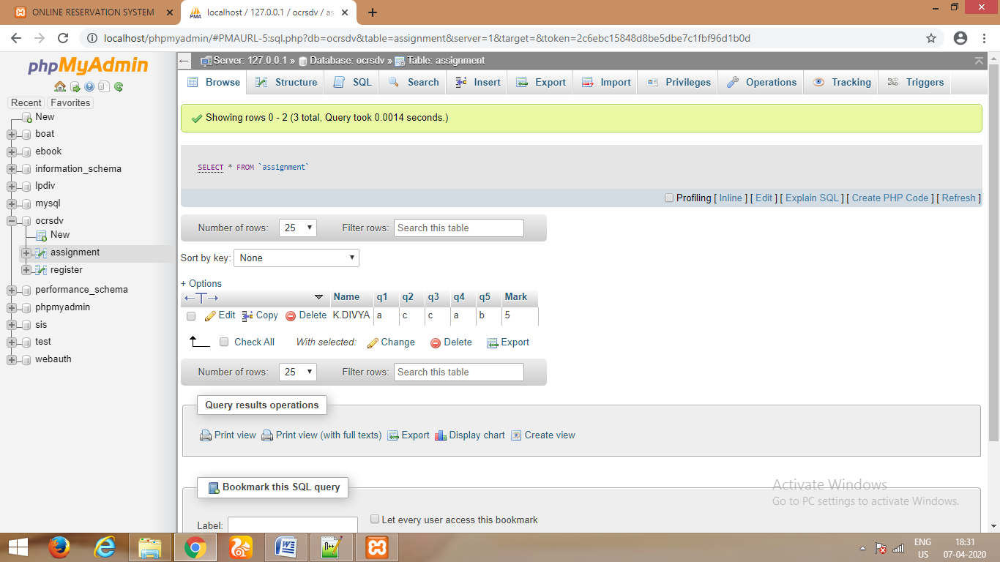 ONLINE RESERVATION SYSTEM
localhost / 127.0.0.1 / ocrsdv / as
localhost/phpmyadmin/#PMAURL-5:sql.php?db=ocrsdv&table=assignment&server=1&target=&token=2c6ebc15848d8be5dbe7c1fbf96d1b0d
phpMyAdmin
Recent Favorites
New
boat
ebook
information_schema
lpdiv
mysql
ocrsdv
New
assignment
register
performance_schema
phpmyadmin
sis
test
webauth
Server: 127.0.0.1 » Database: ocrsdv » Table: assignment
Browse Structure SQL Search Insert Export Import Privileges Operations Tracking Triggers
Showing rows 0 - 2 (3 total, Query took 0.0014 seconds.)
SELECT * FROM `assignment`
Profiling [ Inline ] [ Edit ] [ Explain SQL ] [ Create PHP Code ] [ Refresh ]
Number of rows: 25 Filter rows: Search this table
Sort by key: None
+ Options
←T→ Name q1 q2 q3 q4 q5 Mark
Edit Copy Delete K.DIVYA a c c a b 5
Check All With selected: Change Delete Export
Number of rows: 25 Filter rows: Search this table
Query results operations
Print view Print view (with full texts) Export Display chart Create view
Bookmark this SQL query
Label: Let every user access this bookmark
Activate Windows
Go to PC settings to activate Windows.
ENG 18:31
US 07-04-2020